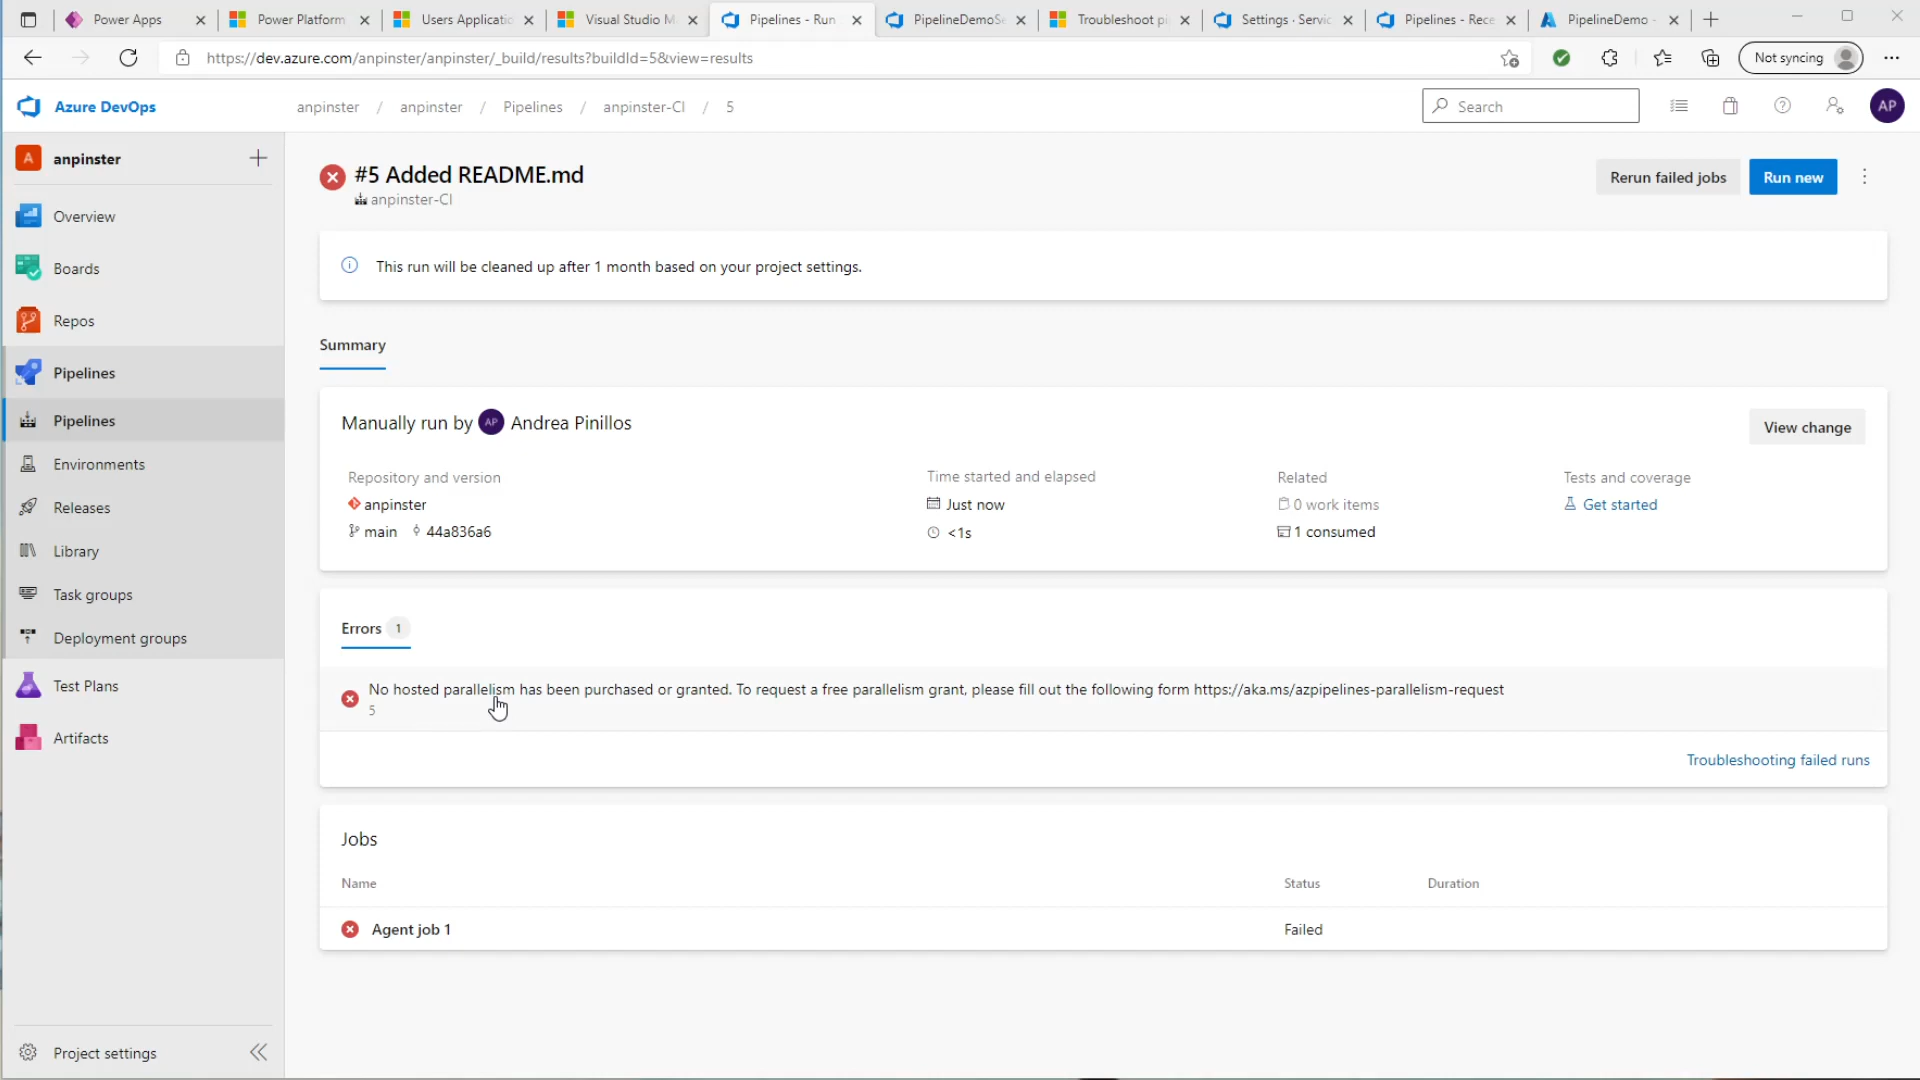 Power Apps
Power Platform
Users Applicatio
Visual Studio M
Pipelines - Run
PipelineDemoSe
Troubleshoot pi
Settings · Servic
Pipelines - Rece
PipelineDemo -
https://dev.azure.com/anpinster/anpinster/_build/results?buildId=5&view=results
Not syncing
Azure DevOps
anpinster / anpinster / Pipelines / anpinster-CI / 5
Search
AP
A anpinster
Overview
Boards
Repos
Pipelines
Pipelines
Environments
Releases
Library
Task groups
Deployment groups
Test Plans
Artifacts
Project settings
#5 Added README.md
anpinster-CI
Rerun failed jobs
Run new
This run will be cleaned up after 1 month based on your project settings.
Summary
Manually run by AP Andrea Pinillos
View change
Repository and version
anpinster
main 44a836a6
Time started and elapsed
Just now
<1s
Related
0 work items
1 consumed
Tests and coverage
Get started
Errors 1
No hosted parallelism has been purchased or granted. To request a free parallelism grant, please fill out the following form https://aka.ms/azpipelines-parallelism-request
5
Troubleshooting failed runs
Jobs
Name Status Duration
Agent job 1 Failed